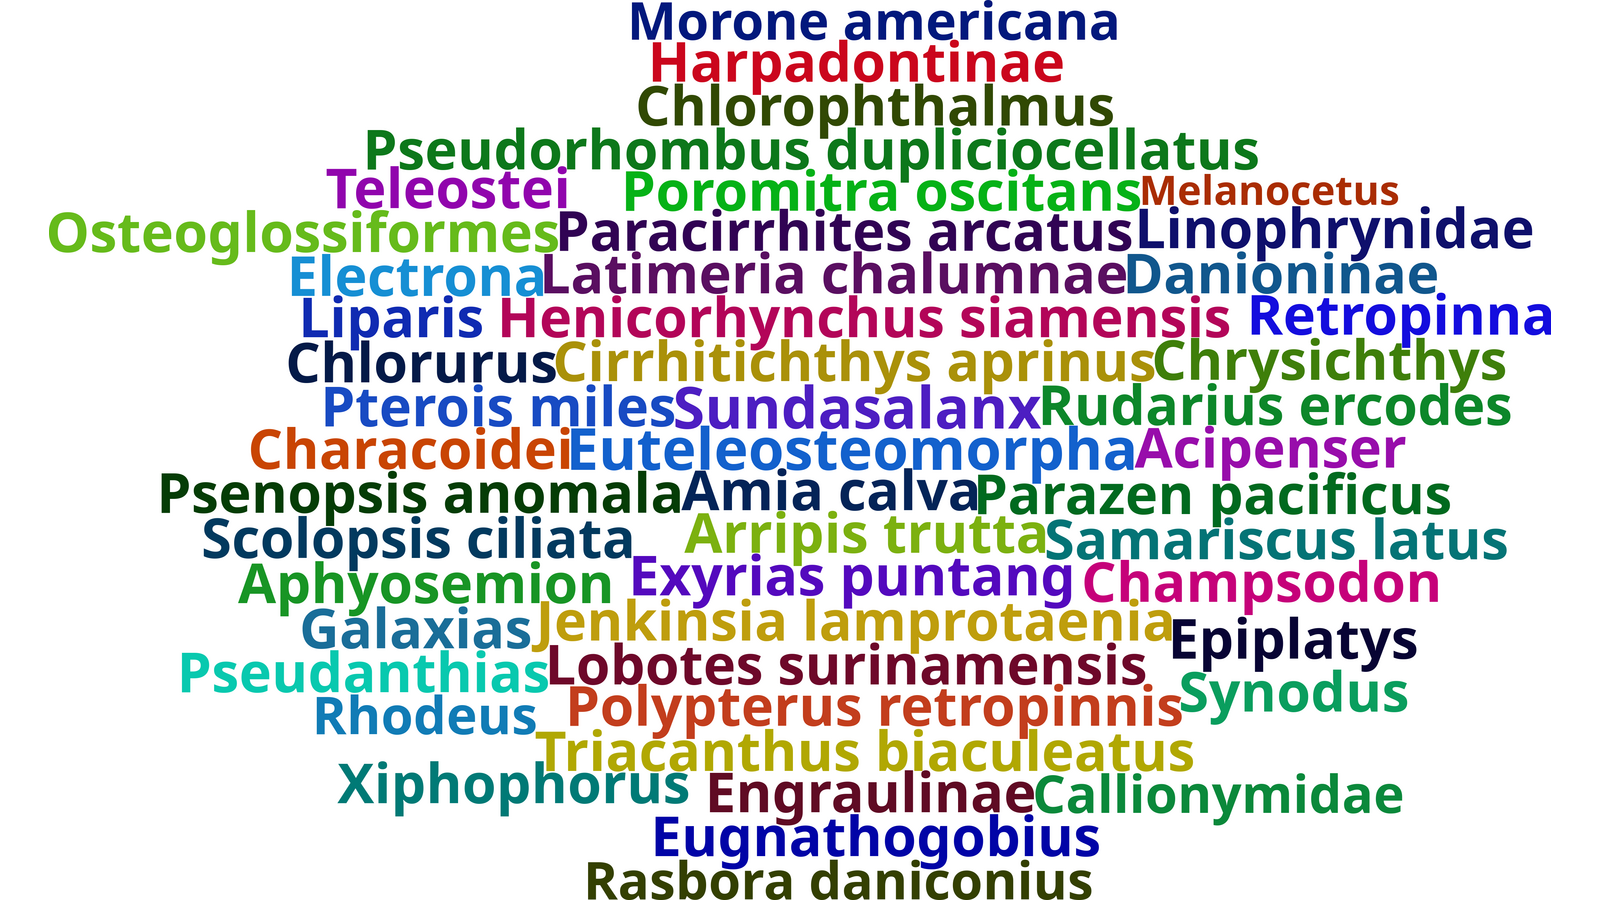 Morone americana
Harpadontinae
Chlorophthalmus
Pseudorhombus dupliciocellatus
Teleostei Poromitra oscitans Melanocetus
Osteoglossiformes Paracirrhites arcatus Linophrynidae
Electrona Latimeria chalumnae Danioninae
Liparis Henicorhynchus siamensis Retropinna
Chlorurus Cirrhitichthys aprinus Chrysichthys
Pterois miles Sundasalanx Rudarius ercodes
Characoidei Euteleosteomorpha Acipenser
Psenopsis anomala Amia calva Parazen pacificus
Scolopsis ciliata Arripis trutta Samariscus latus
Aphyosemion Exyrias puntang Champsodon
Galaxias Jenkinsia lamprotaenia Epiplatys
Pseudanthias Lobotes surinamensis Synodus
Rhodeus Polypterus retropinnis
Triacanthus biaculeatus
Xiphophorus Engraulinae Callionymidae
Eugnathogobius
Rasbora daniconius